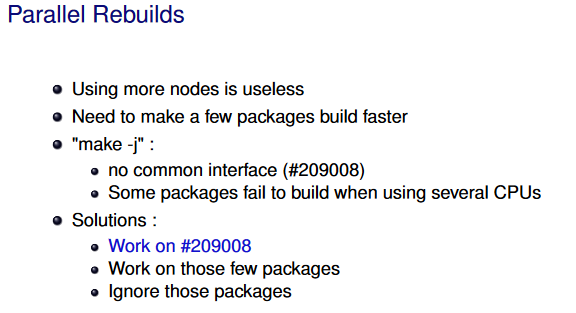 Parallel Rebuilds
Using more nodes is useless
Need to make a few packages build faster
"make -j" :
no common interface (#209008)
Some packages fail to build when using several CPUs
Solutions :
Work on #209008
Work on those few packages
Ignore those packages